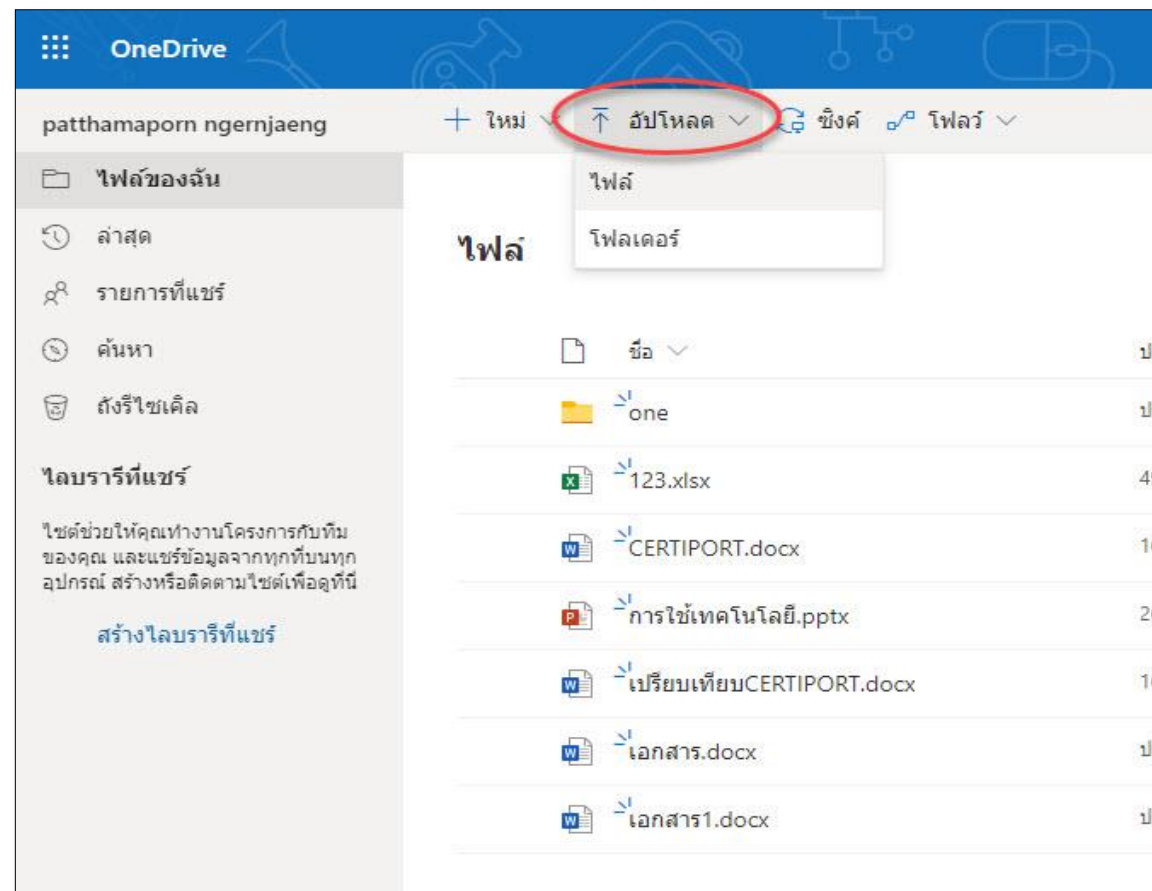 OneDrive
patthamaporn ngernjaeng
ใหม่ อัปโหลด ซิงค์ โฟลว์
ไฟล์ของฉัน
ล่าสุด
รายการที่แชร์
ค้นหา
ถังรีไซเคิล
ไลบรารีที่แชร์
ไซต์ช่วยให้คุณทำงานโครงการกับทีม
ของคุณ และแชร์ข้อมูลจากทุกที่บนทุก
อุปกรณ์ สร้างหรือติดตามไซต์เพื่อดูที่นี่
สร้างไลบรารีที่แชร์
ไฟล์
โฟลเดอร์
ไฟล์
ชื่อ
one
123.xlsx
CERTIPORT.docx
การใช้เทคโนโลยี.pptx
เปรียบเทียบCERTIPORT.docx
เอกสาร.docx
เอกสาร1.docx